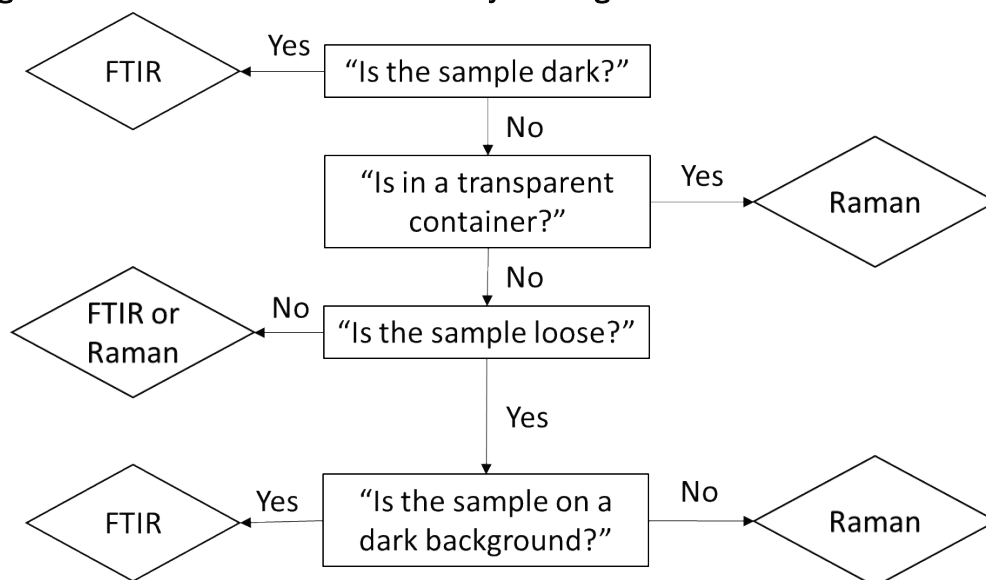 Yes
FTIR
“Is the sample dark?”
No
“Is in a transparent
container?”
Yes
Raman
No
FTIR or
Raman
No
“Is the sample loose?”
Yes
FTIR
Yes
“Is the sample on a
dark background?”
No
Raman